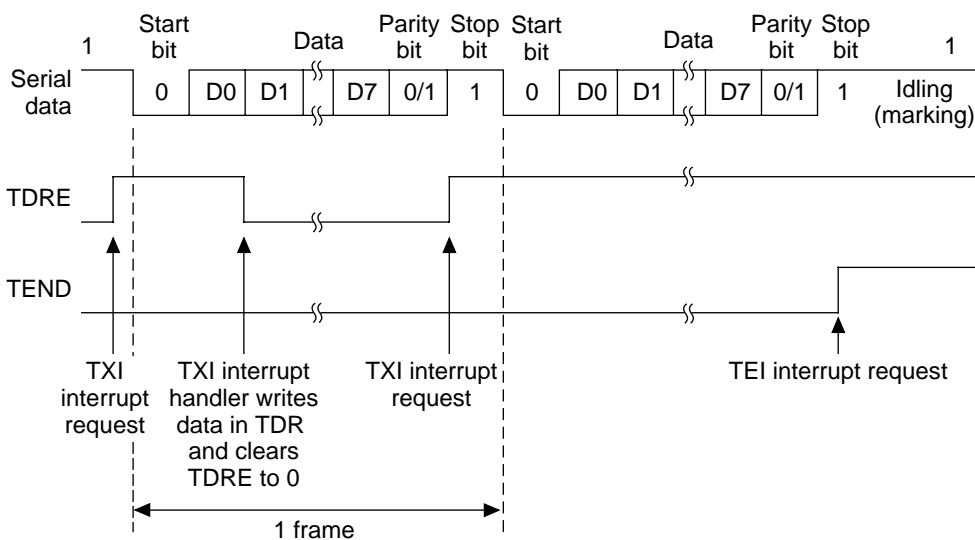 Start Parity Stop Start Parity Stop
1 bit Data bit bit bit Data bit bit 1
Serial data 0 D0 D1 D7 0/1 1 0 D0 D1 D7 0/1 1 Idling (marking)
TDRE
TEND
TXI interrupt request
TXI interrupt handler writes data in TDR and clears TDRE to 0
TXI interrupt request
TEI interrupt request
1 frame